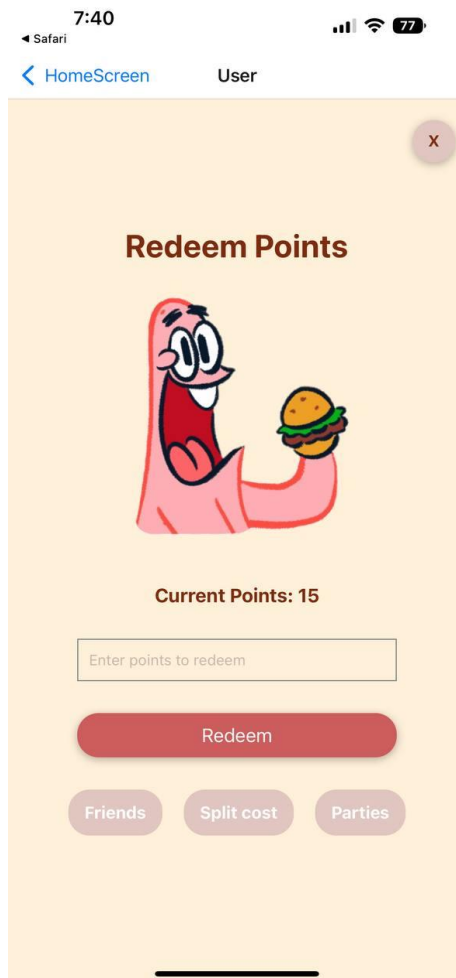 7:40
77
◀ Safari
HomeScreen User
X
Redeem Points
Current Points: 15
Enter points to redeem
Redeem
Friends Split cost Parties